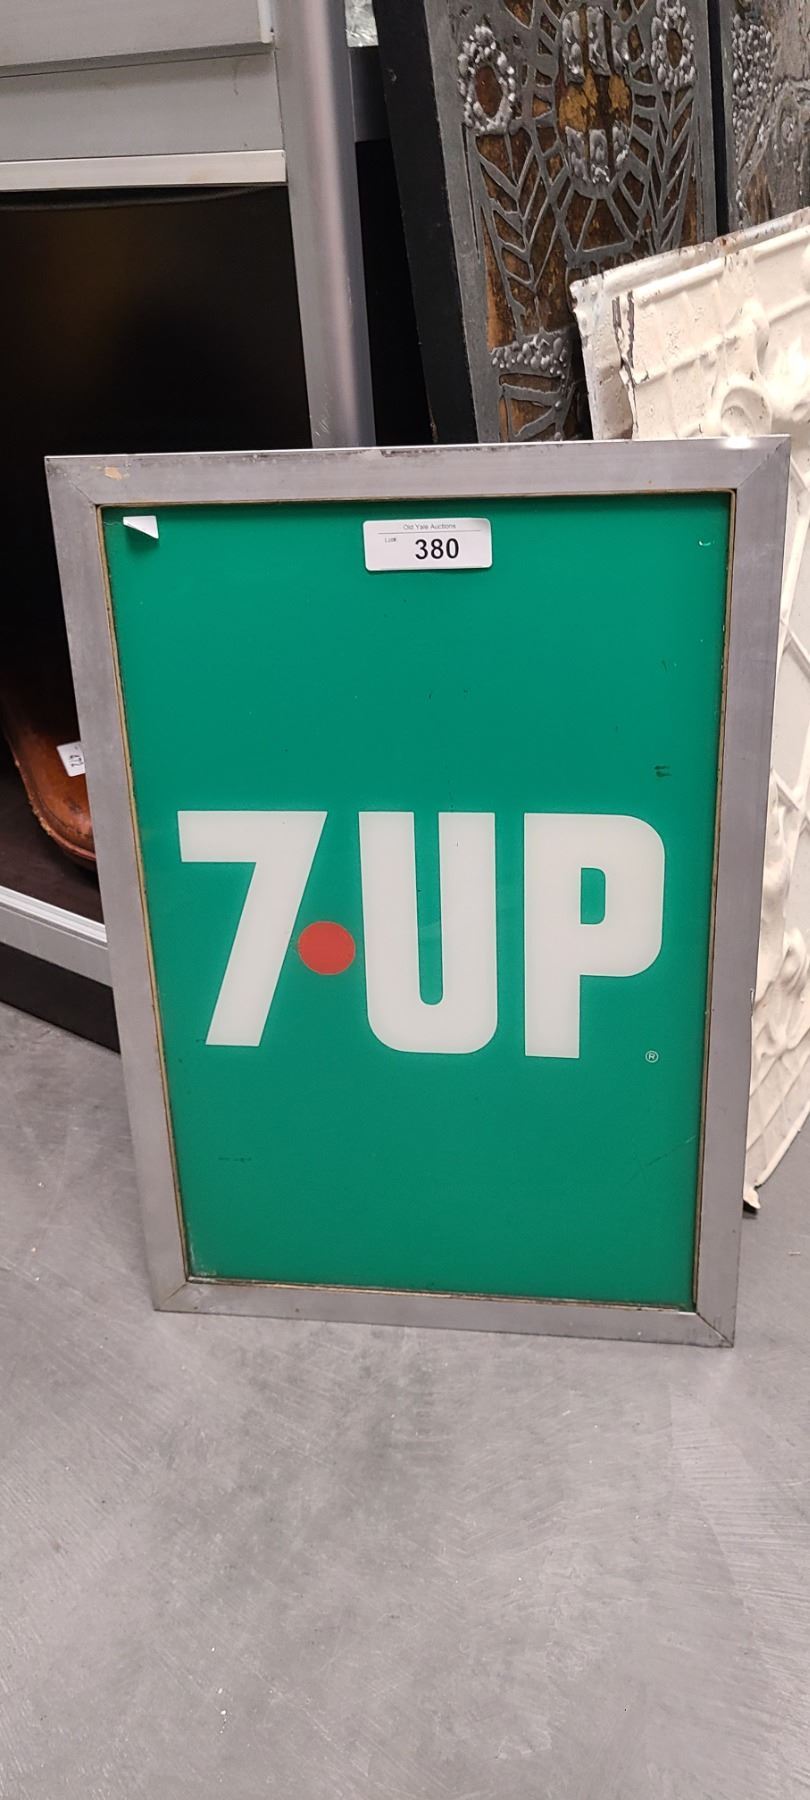 Old Yale Auctions
Lot#
380
7·UP
®